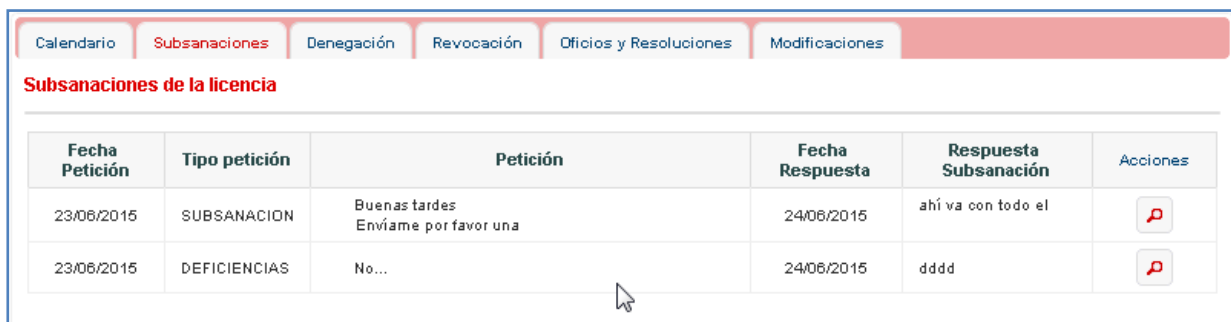 Calendario Subsanaciones Denegación Revocación Oficios y Resoluciones Modificaciones
Subsanaciones de la licencia
Fecha Petición Tipo petición Petición Fecha Respuesta Respuesta Subsanación Acciones
23/06/2015 SUBSANACION Buenas tardes 24/06/2015 ahí va con todo el
Envíame por favor una
23/06/2015 DEFICIENCIAS No... 24/06/2015 dddd